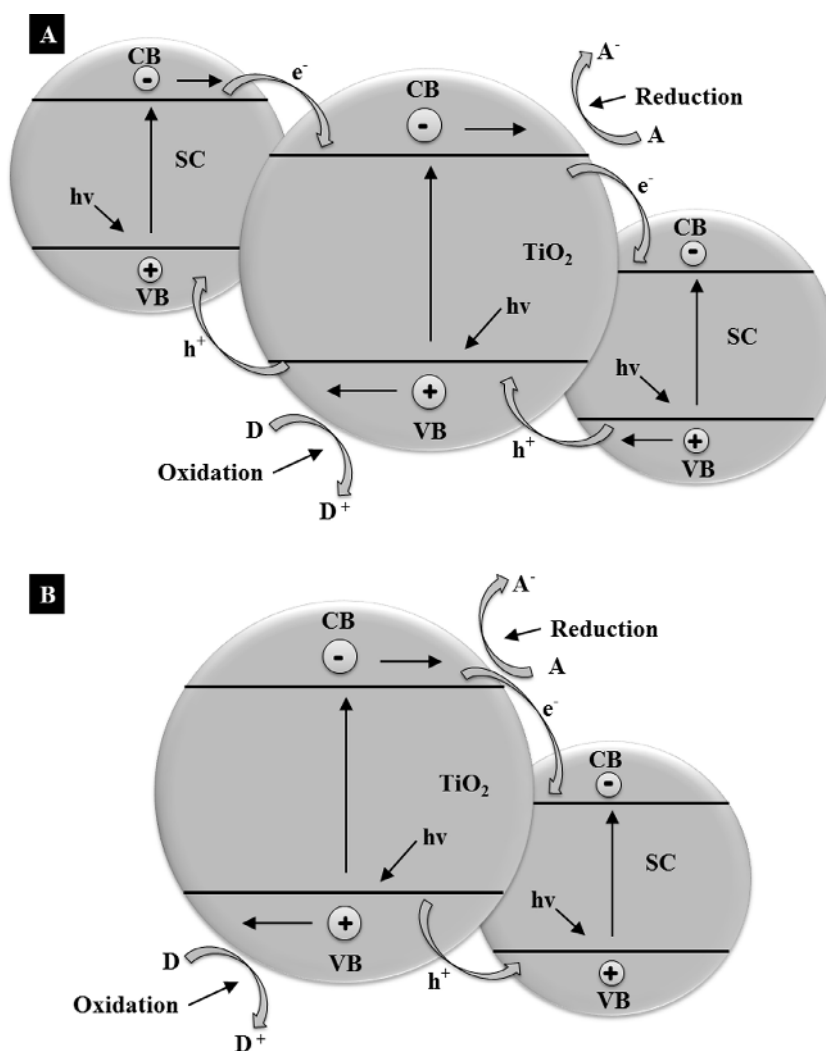 A
CB
-
e-
SC
hv
+
VB
h+
CB
-
TiO₂
hv
+
VB
A-
Reduction
A
e-
CB
-
SC
hv
+
VB
h+
D
Oxidation
D+
B
CB
-
TiO₂
hv
+
VB
A-
Reduction
A
e-
CB
-
SC
hv
+
VB
h+
D
Oxidation
D+